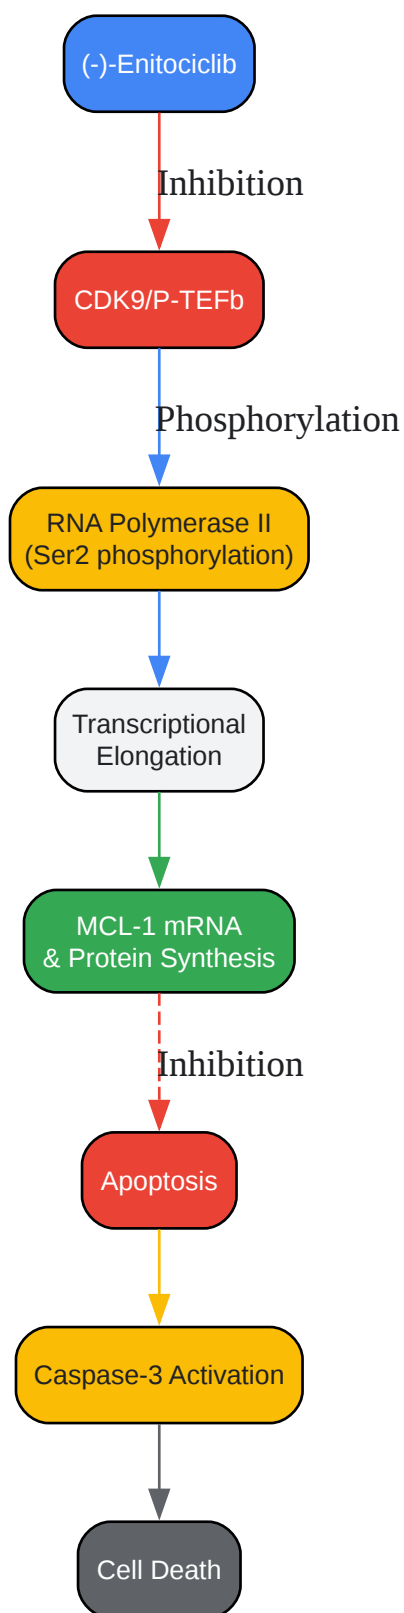 (-)-Enitociclib
Inhibition
CDK9/P-TEFb
Phosphorylation
RNA Polymerase II
(Ser2 phosphorylation)
Transcriptional
Elongation
MCL-1 mRNA
& Protein Synthesis
Inhibition
Apoptosis
Caspase-3 Activation
Cell Death